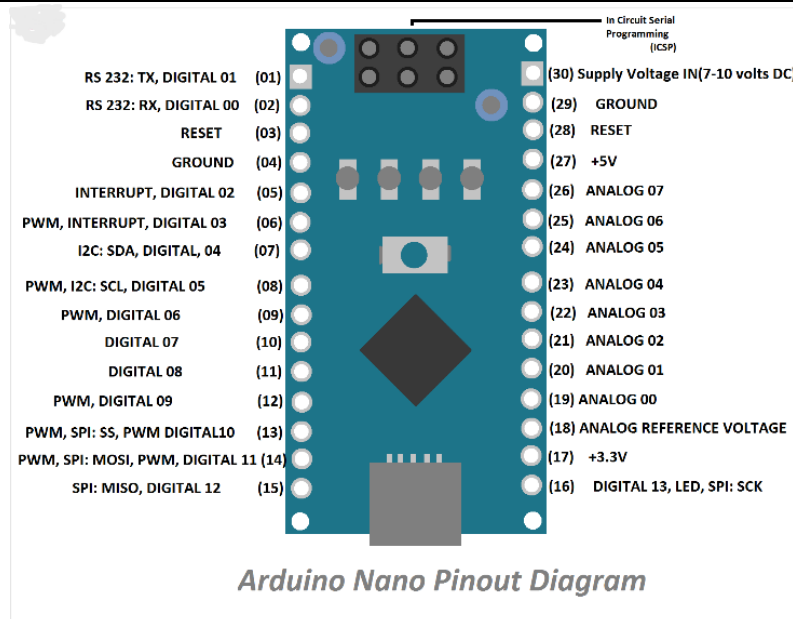 In Circuit Serial
Programming
(ICSP)
RS 232: TX, DIGITAL 01 (01)
RS 232: RX, DIGITAL 00 (02)
RESET (03)
GROUND (04)
INTERRUPT, DIGITAL 02 (05)
PWM, INTERRUPT, DIGITAL 03 (06)
I2C: SDA, DIGITAL, 04 (07)
PWM, I2C: SCL, DIGITAL 05 (08)
PWM, DIGITAL 06 (09)
DIGITAL 07 (10)
DIGITAL 08 (11)
PWM, DIGITAL 09 (12)
PWM, SPI: SS, PWM DIGITAL10 (13)
PWM, SPI: MOSI, PWM, DIGITAL 11 (14)
SPI: MISO, DIGITAL 12 (15)
(30) Supply Voltage IN(7-10 volts DC)
(29) GROUND
(28) RESET
(27) +5V
(26) ANALOG 07
(25) ANALOG 06
(24) ANALOG 05
(23) ANALOG 04
(22) ANALOG 03
(21) ANALOG 02
(20) ANALOG 01
(19) ANALOG 00
(18) ANALOG REFERENCE VOLTAGE
(17) +3.3V
(16) DIGITAL 13, LED, SPI: SCK
Arduino Nano Pinout Diagram